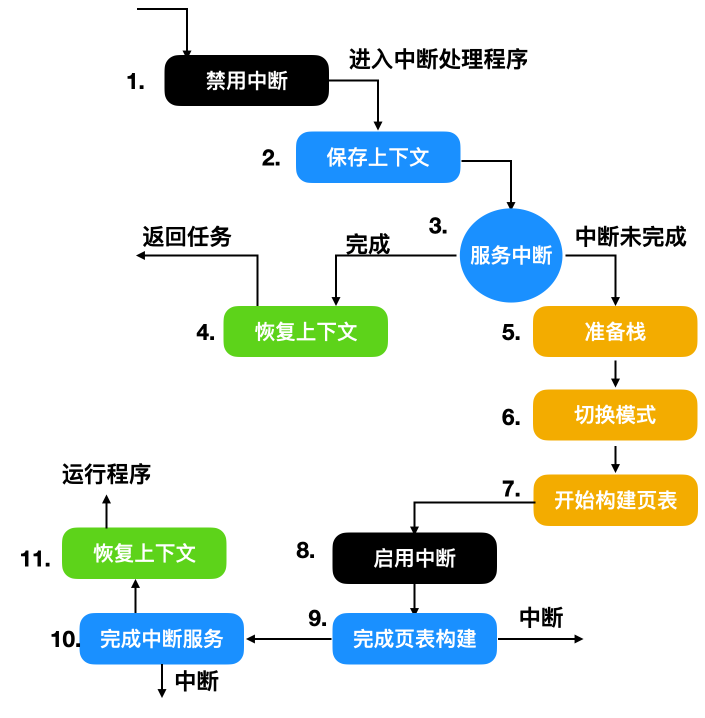 1.
禁用中断
进入中断处理程序
2.
保存上下文
3.
服务中断
返回任务
完成
中断未完成
4.
恢复上下文
5.
准备栈
6.
切换模式
运行程序
7.
开始构建页表
11.
恢复上下文
8.
启用中断
10.
完成中断服务
9.
完成页表构建
中断
中断